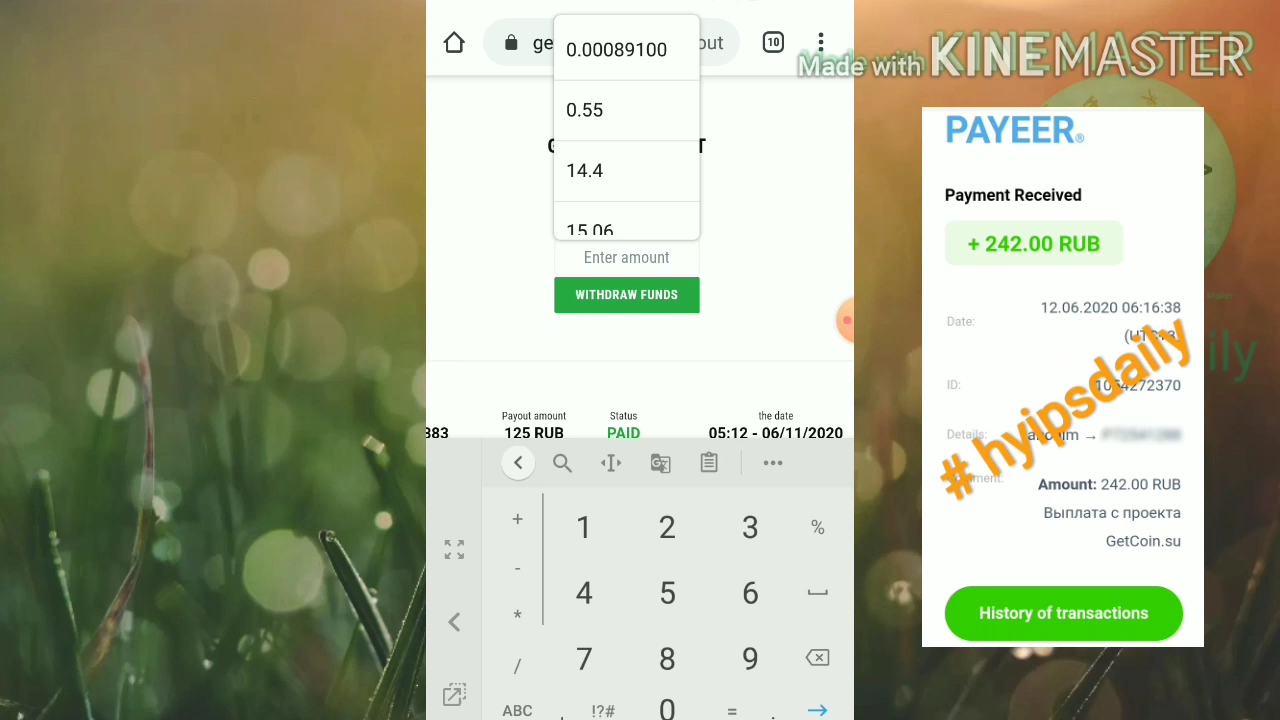 ge
out
10
0.00089100
0.55
14.4
15.06
G
T
Enter amount
WITHDRAW FUNDS
Payout amount
Status
the date
383
125 RUB
PAID
05:12 - 06/11/2020
+
1
2
3
%
-
4
5
6
*
7
8
9
/
ABC
,
!?#
0
=
.
Made with KINEMASTER
PAYEER®
Payment Received
+ 242.00 RUB
Date:
12.06.2020 06:16:38
ID:
1054272370
Details:
Amount: 242.00 RUB
Выплата с проекта
GetCoin.su
# hyipsdaily
ily
History of transactions